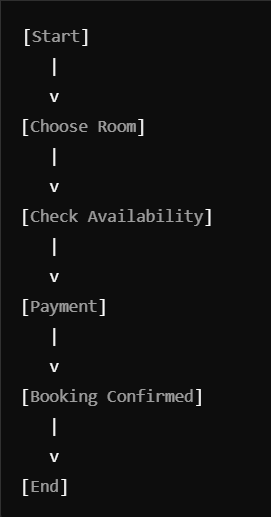 [Start]
|
v
[Choose Room]
|
v
[Check Availability]
|
v
[Payment]
|
v
[Booking Confirmed]
|
v
[End]